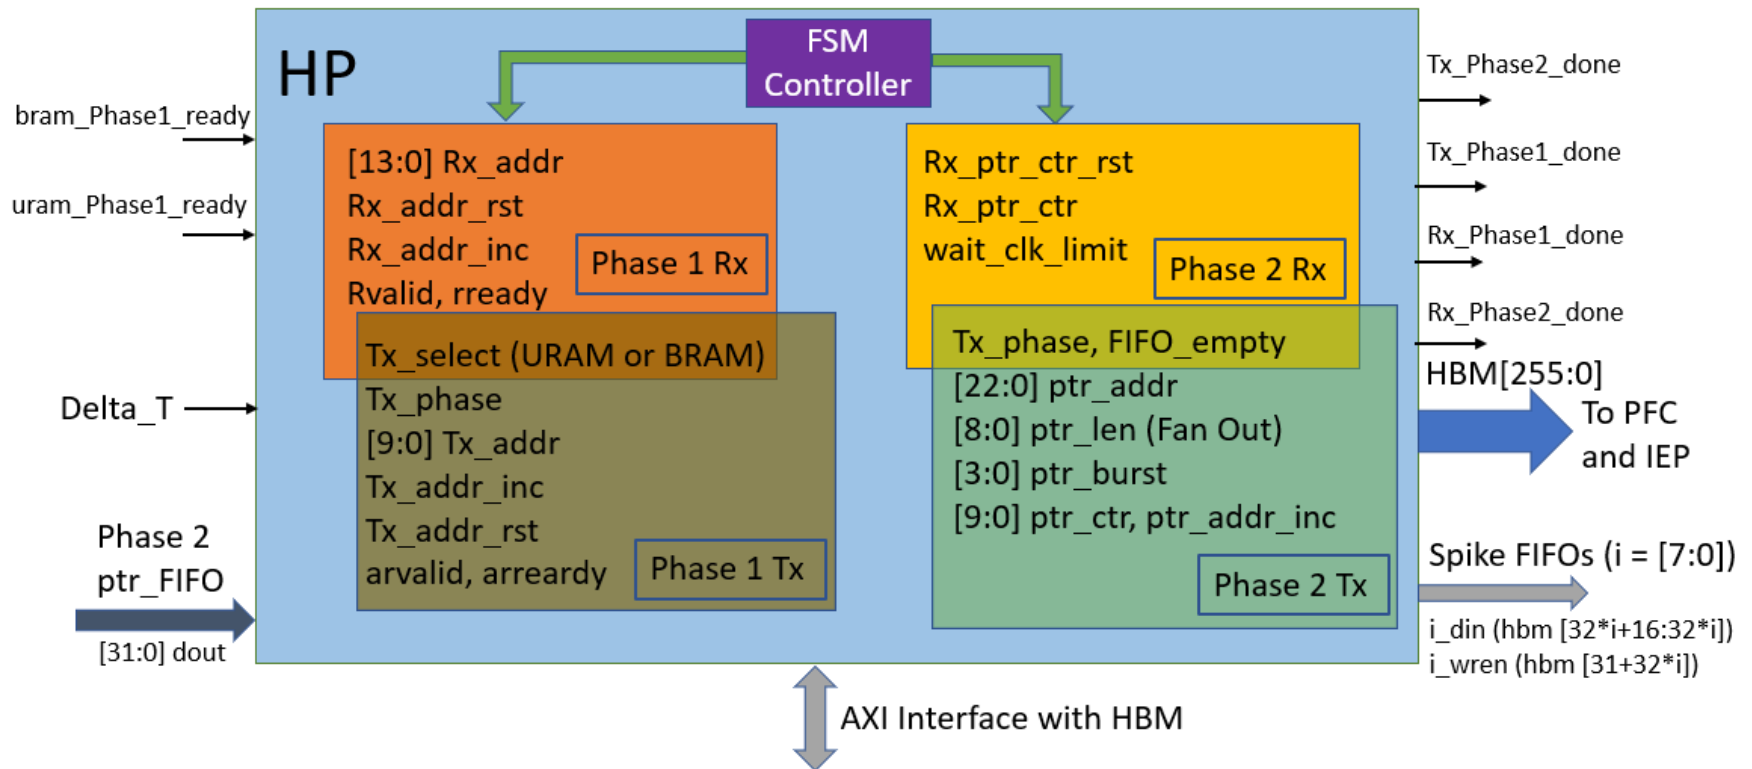 HP
FSM
Controller
bram_Phase1_ready
uram_Phase1_ready
Delta_T
Phase 2
ptr_FIFO
[31:0] dout
[13:0] Rx_addr
Rx_addr_rst
Rx_addr_inc
Rvalid, rready
Phase 1 Rx
Tx_select (URAM or BRAM)
Tx_phase
[9:0] Tx_addr
Tx_addr_inc
Tx_addr_rst
arvalid, arreardy
Phase 1 Tx
Rx_ptr_ctr_rst
Rx_ptr_ctr
wait_clk_limit
Phase 2 Rx
Tx_phase, FIFO_empty
[22:0] ptr_addr
[8:0] ptr_len (Fan Out)
[3:0] ptr_burst
[9:0] ptr_ctr, ptr_addr_inc
Phase 2 Tx
Tx_Phase2_done
Tx_Phase1_done
Rx_Phase1_done
Rx_Phase2_done
HBM[255:0]
To PFC
and IEP
Spike FIFOs (i = [7:0])
i_din (hbm [32*i+16:32*i])
i_wren (hbm [31+32*i])
AXI Interface with HBM